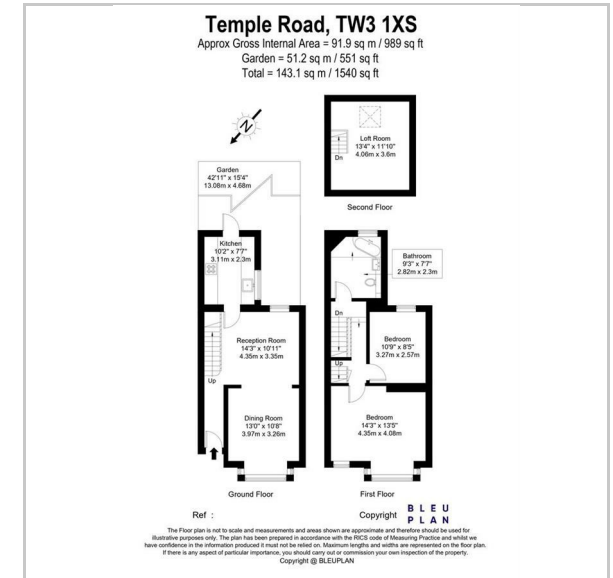 Temple Road, TW3 1XS
Approx Gross Internal Area = 91.9 sq m / 989 sq ft
Garden = 51.2 sq m / 551 sq ft
Total = 143.1 sq m / 1540 sq ft
N
Loft Room
13'4" x 11'10"
4.06m x 3.6m
Dn
Second Floor
Garden
42'11" x 15'4"
13.08m x 4.68m
Kitchen
10'2" x 7'7"
3.11m x 2.3m
Reception Room
14'3" x 10'11"
4.35m x 3.35m
Up
Dining Room
13'0" x 10'8"
3.97m x 3.26m
Ground Floor
Bathroom
9'3" x 7'7"
2.82m x 2.3m
Dn
Bedroom
10'9" x 8'5"
3.27m x 2.57m
Up
Bedroom
14'3" x 13'5"
4.35m x 4.08m
First Floor
Ref :
Copyright
BLEU
PLAN
The Floor plan is not to scale and measurements and areas shown are approximate and therefore should be used for
illustrative purposes only. The plan has been prepared in accordance with the RICS code of Measuring Practice and whilst we
have confidence in the information produced it must not be relied on. Maximum lengths and widths are represented on the floor plan.
If there is any aspect of particular importance, you should carry out or commission your own inspection of the property.
Copyright @ BLEUPLAN